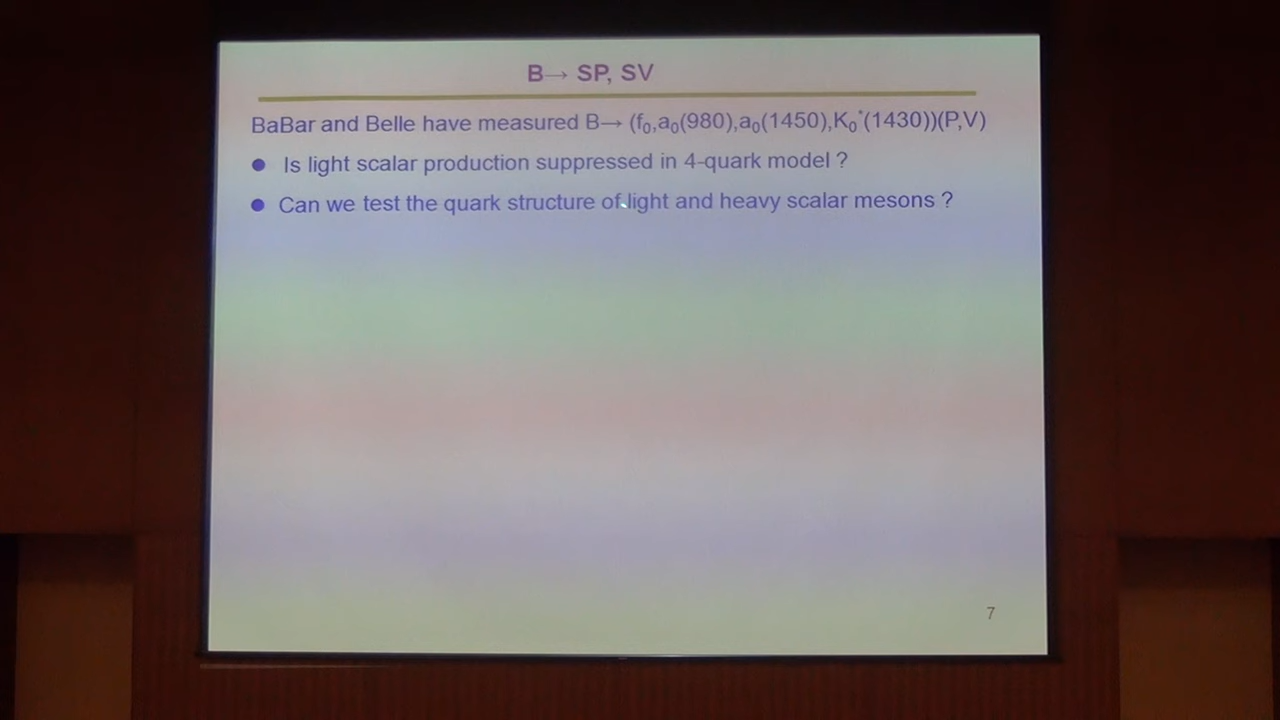 B→ SP, SV
BaBar and Belle have measured B→ (f₀,a₀(980),a₀(1450),K₀*(1430))(P,V)
● Is light scalar production suppressed in 4-quark model ?
● Can we test the quark structure of light and heavy scalar mesons ?
7